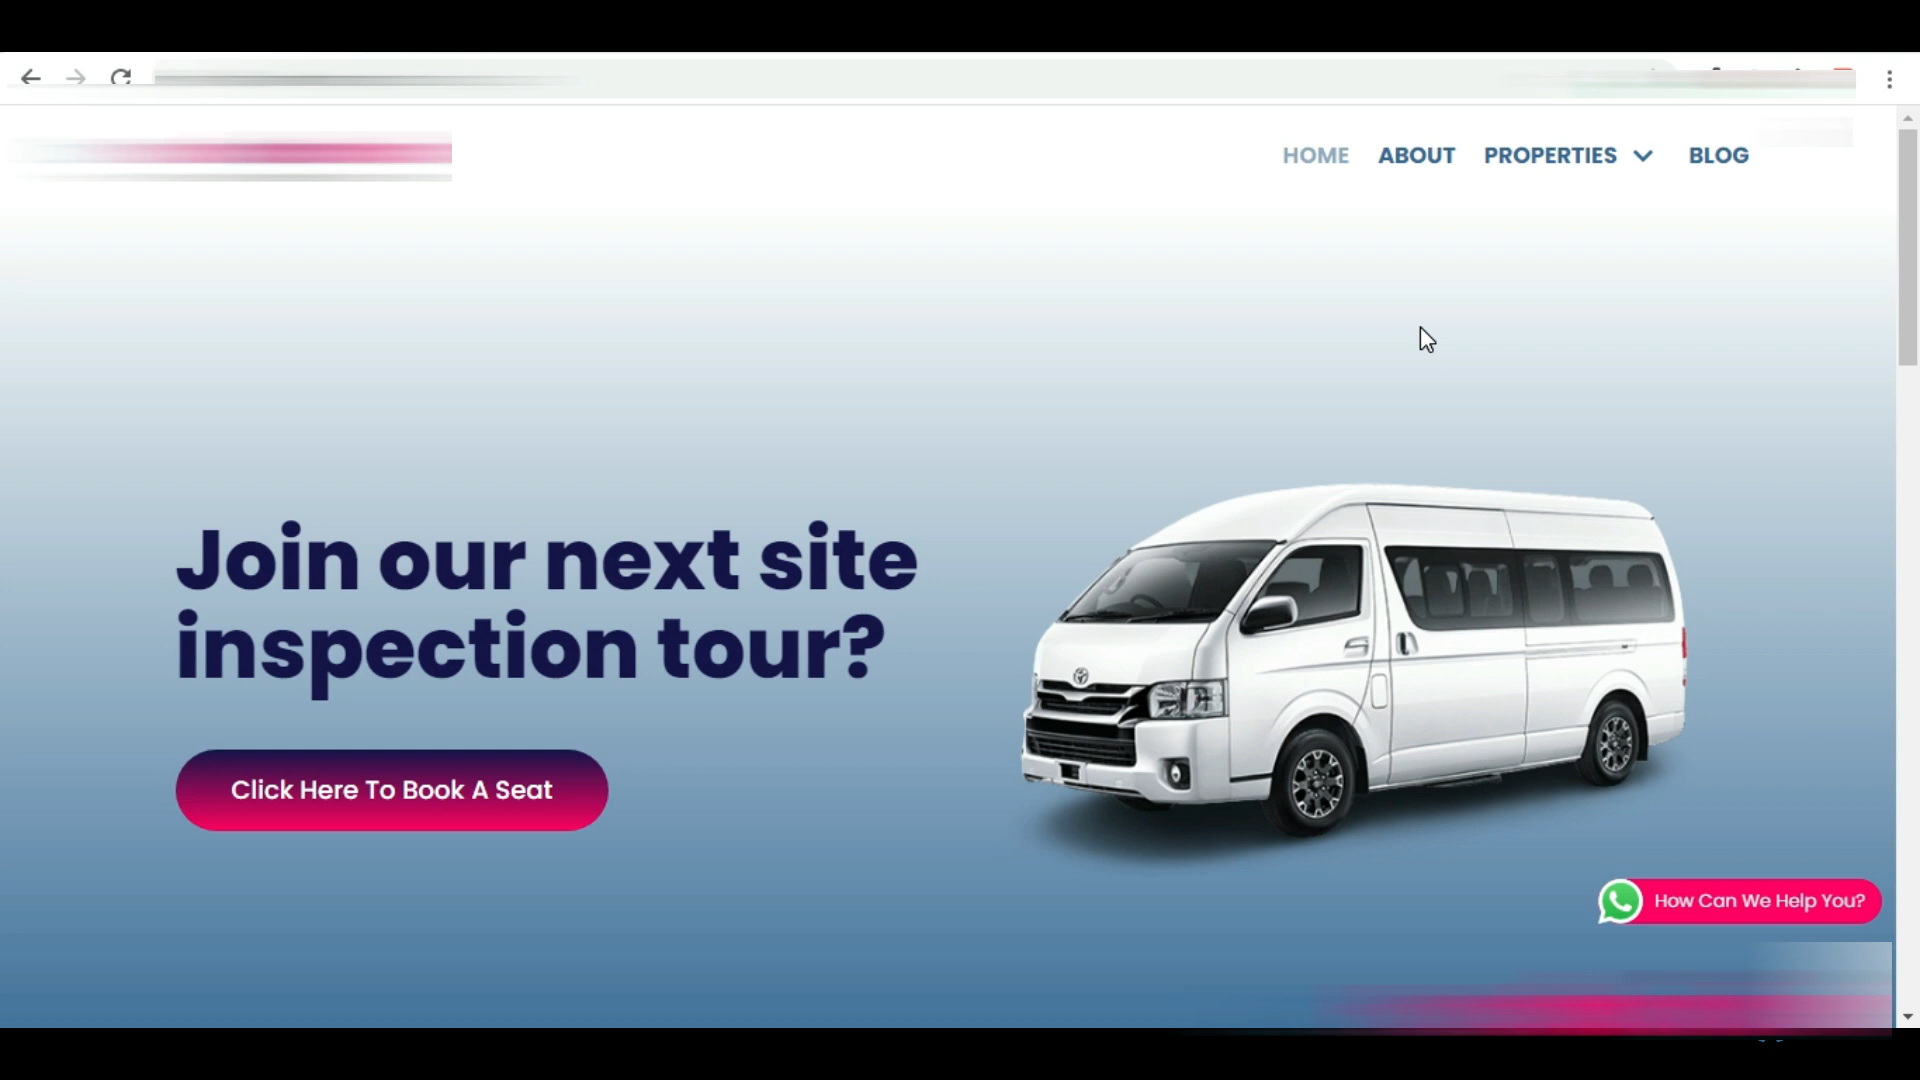 HOME ABOUT PROPERTIES BLOG
Join our next site
inspection tour?
Click Here To Book A Seat
How Can We Help You?